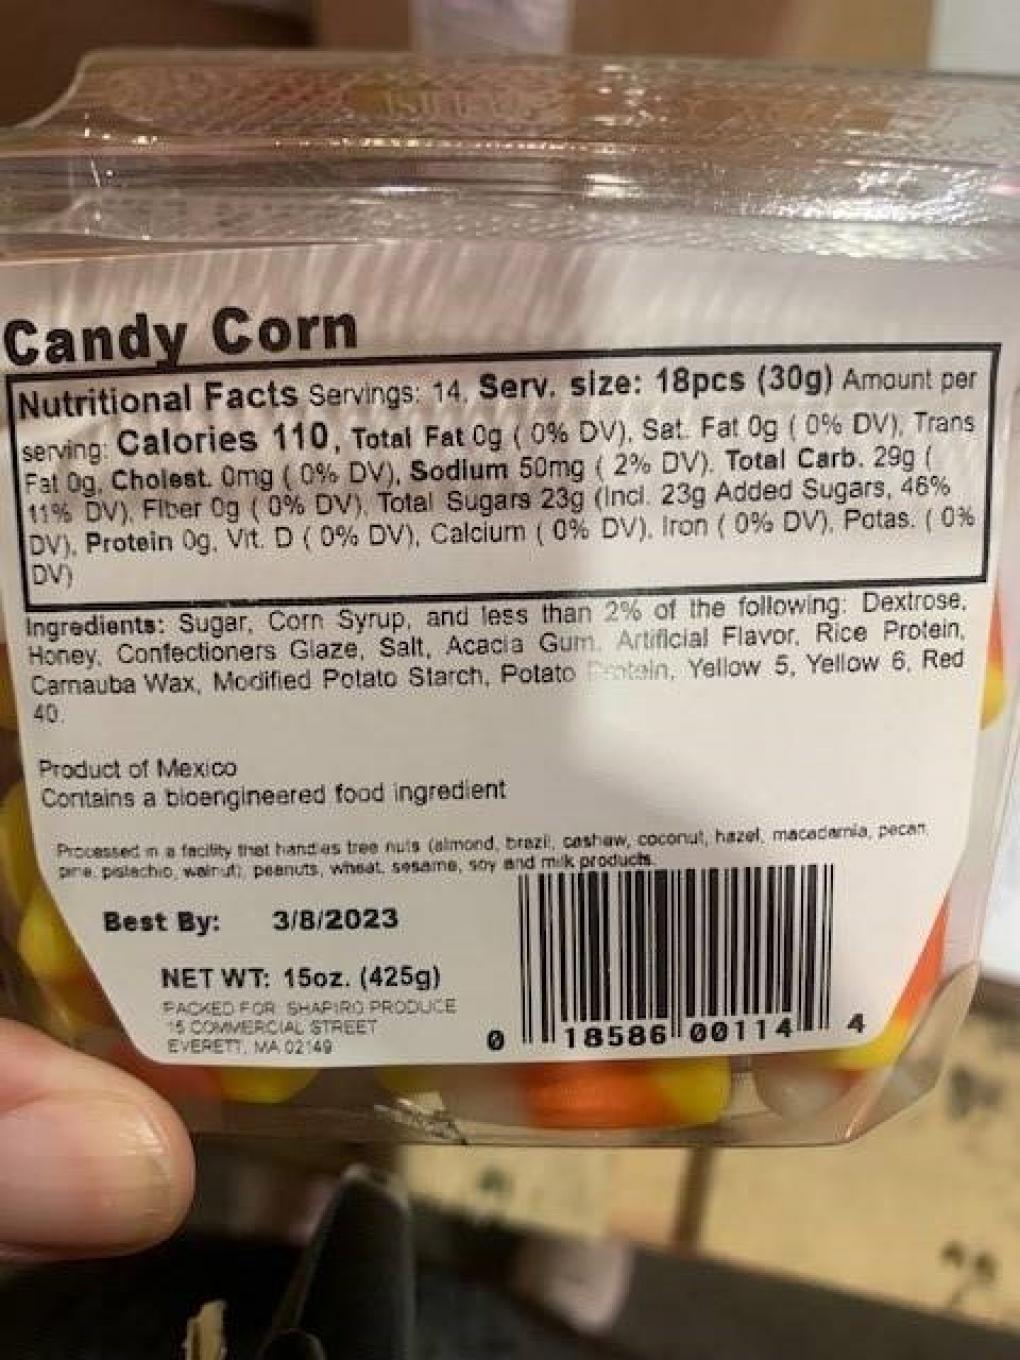 Candy Corn
Nutritional Facts Servings: 14, Serv. size: 18pcs (30g) Amount per
serving: Calories 110, Total Fat 0g ( 0% DV), Sat. Fat 0g ( 0% DV), Trans
Fat 0g, Cholest. 0mg ( 0% DV), Sodium 50mg ( 2% DV), Total Carb. 29g (
11% DV), Fiber 0g ( 0% DV), Total Sugars 23g (Incl. 23g Added Sugars, 46%
DV), Protein 0g, Vit. D ( 0% DV), Calcium ( 0% DV), Iron ( 0% DV), Potas. ( 0%
DV)
Ingredients: Sugar, Corn Syrup, and less than 2% of the following: Dextrose,
Honey, Confectioners Glaze, Salt, Acacia Gum, Artificial Flavor, Rice Protein,
Carnauba Wax, Modified Potato Starch, Potato Protein, Yellow 5, Yellow 6, Red
40.
Product of Mexico
Contains a bioengineered food ingredient
Processed in a facility that handles tree nuts (almond, brazil, cashew, coconut, hazel, macadamia, pecan,
pine, pistachio, walnut), peanuts, wheat, sesame, soy and milk products.
Best By: 3/8/2023
NET WT: 15oz. (425g)
PACKED FOR SHAPIRO PRODUCE
15 COMMERCIAL STREET
EVERETT, MA 02149
0 18586 00114 4